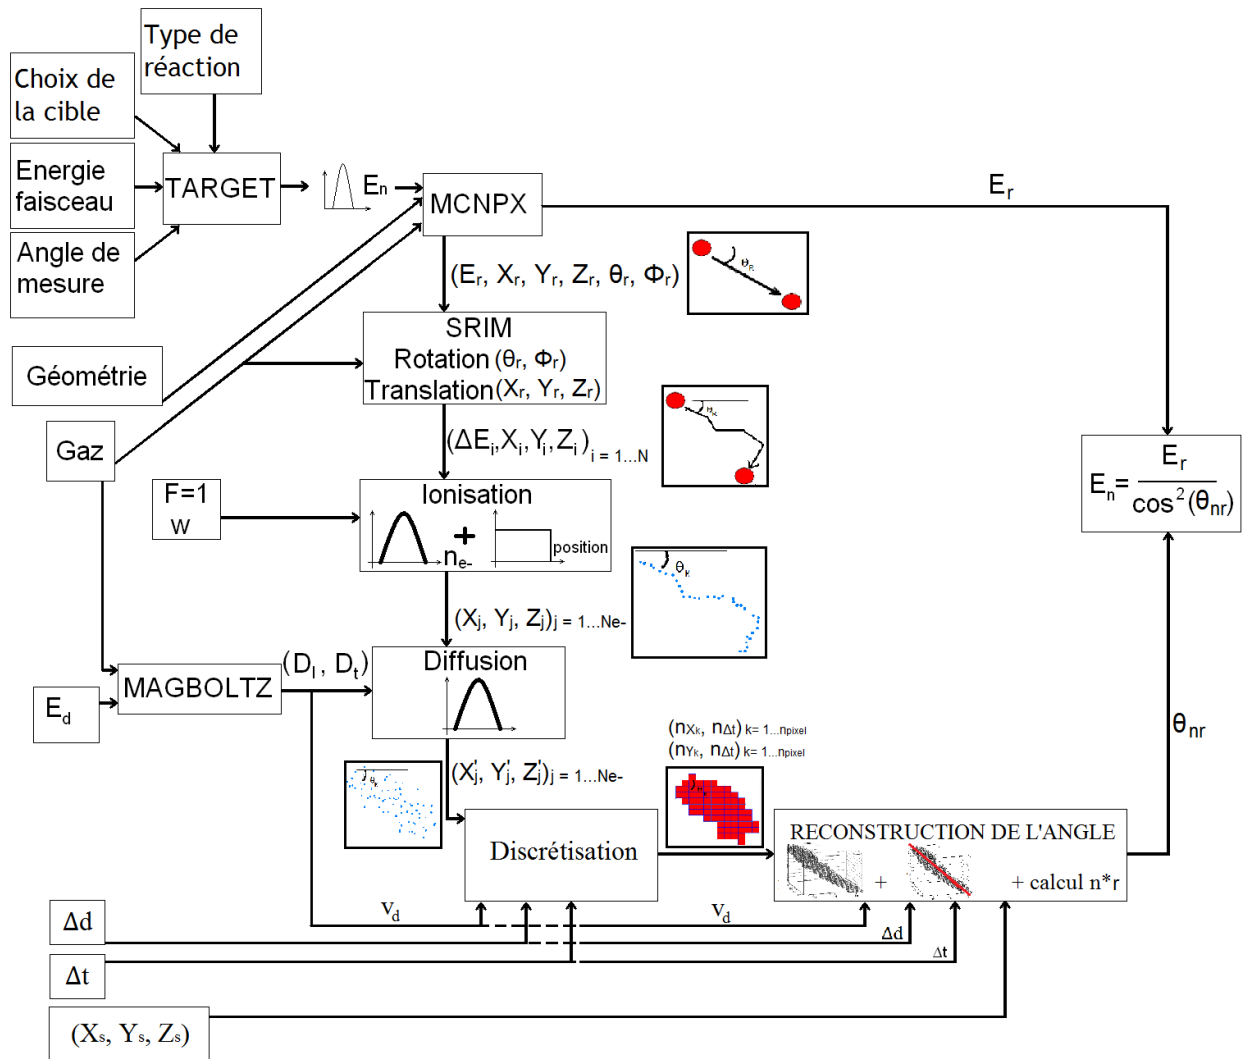 Type de
réaction
Choix de
la cible
Energie
faisceau
TARGET
En
MCNPX
Er
Angle de
mesure
(Er, Xr, Yr, Zr, θr, Φr)
θR
SRIM
Rotation (θr, Φr)
Translation (Xr, Yr, Zr)
Géométrie
(ΔEi, Xi, Yi, Zi) i = 1...N
θR
Gaz
En= Er / cos²(θnr)
F=1
W
Ionisation
+
ne-
position
θR
(Xj, Yj, Zj)j = 1...Ne-
(Dl, Dt)
Diffusion
MAGBOLTZ
Ed
θnr
(nXk, nΔt) k= 1...npixel
(nYk, nΔt) k= 1...npixel
(X'j, Y'j, Z'j)j = 1...Ne-
RECONSTRUCTION DE L'ANGLE
Discrétisation
+
+ calcul n*r
vd
vd
Δd
Δd
Δt
Δt
(Xs, Ys, Zs)